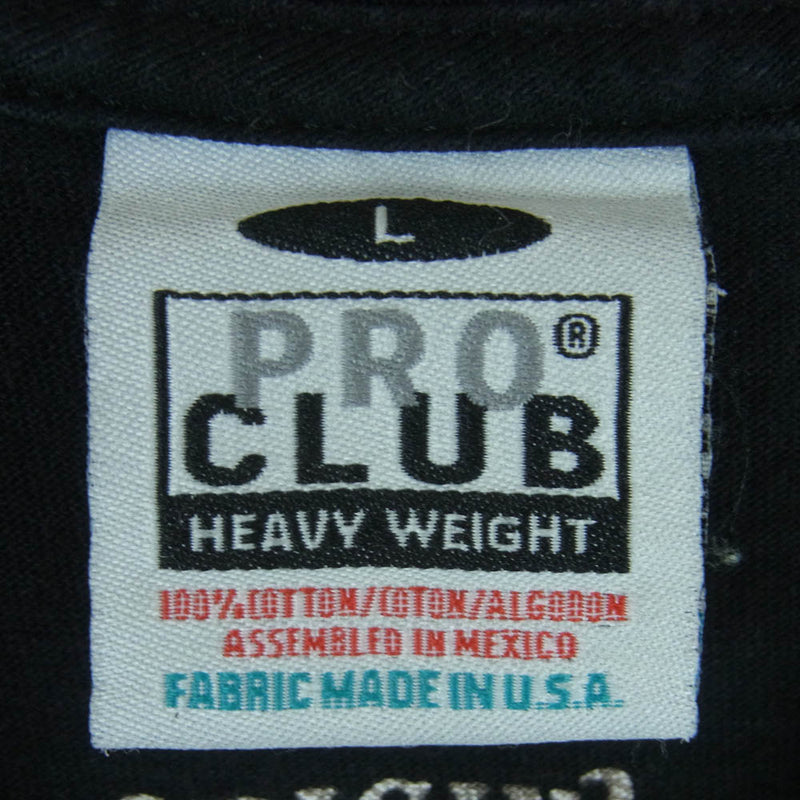 L
PRO®
CLUB
HEAVY WEIGHT
100% COTTON/COTON/ALGODON
ASSEMBLED IN MEXICO
FABRIC MADE IN U.S.A.